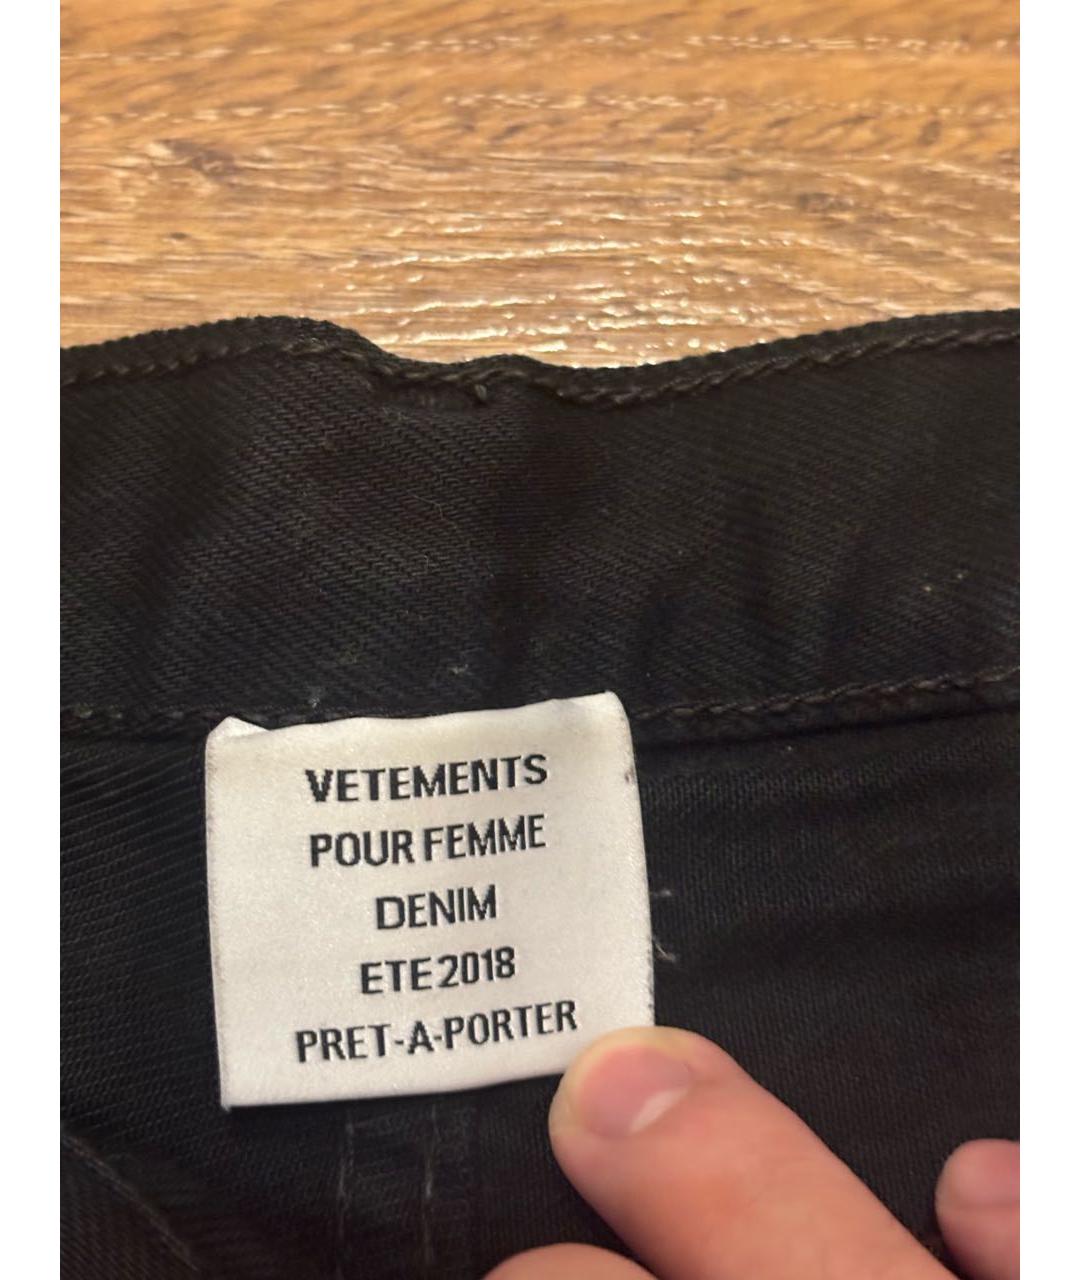 VETEMENTS
POUR FEMME
DENIM
ETE 2018
PRET-A-PORTER